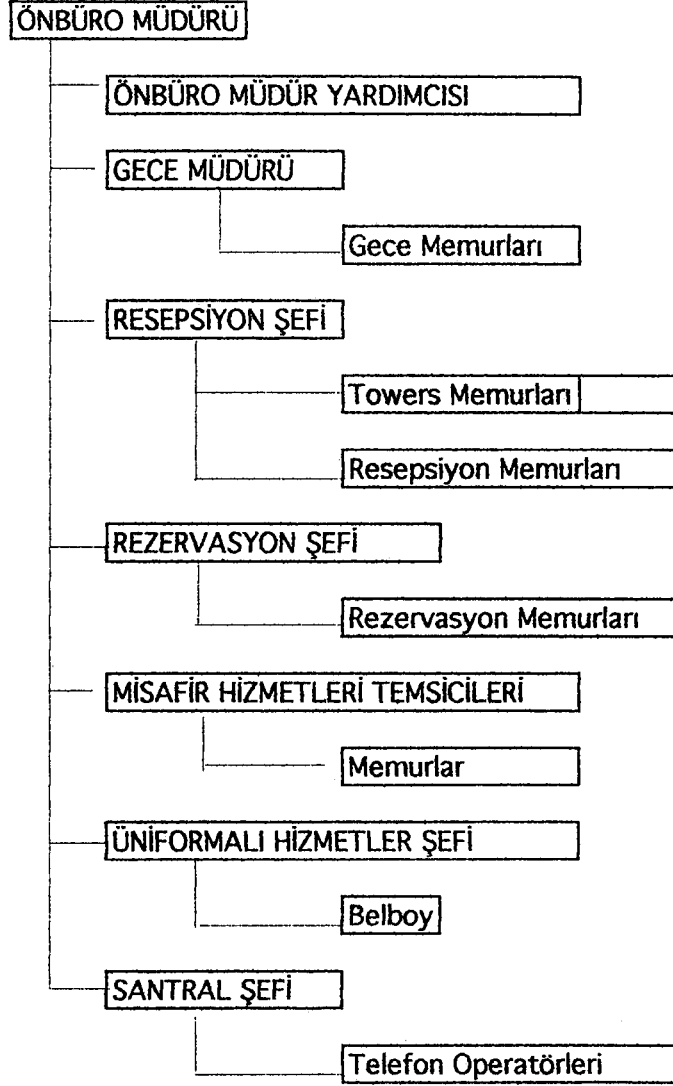 ÖNBÜRO MÜDÜRÜ
ÖNBÜRO MÜDÜR YARDIMCISI
GECE MÜDÜRÜ
Gece Memurları
RESEPSİYON ŞEFİ
Towers Memurları
Resepsiyon Memurları
REZERVASYON ŞEFİ
Rezervasyon Memurları
MİSAFİR HİZMETLERİ TEMSİCİLERİ
Memurlar
ÜNİFORMALI HİZMETLER ŞEFİ
Belboy
SANTRAL ŞEFİ
Telefon Operatörleri